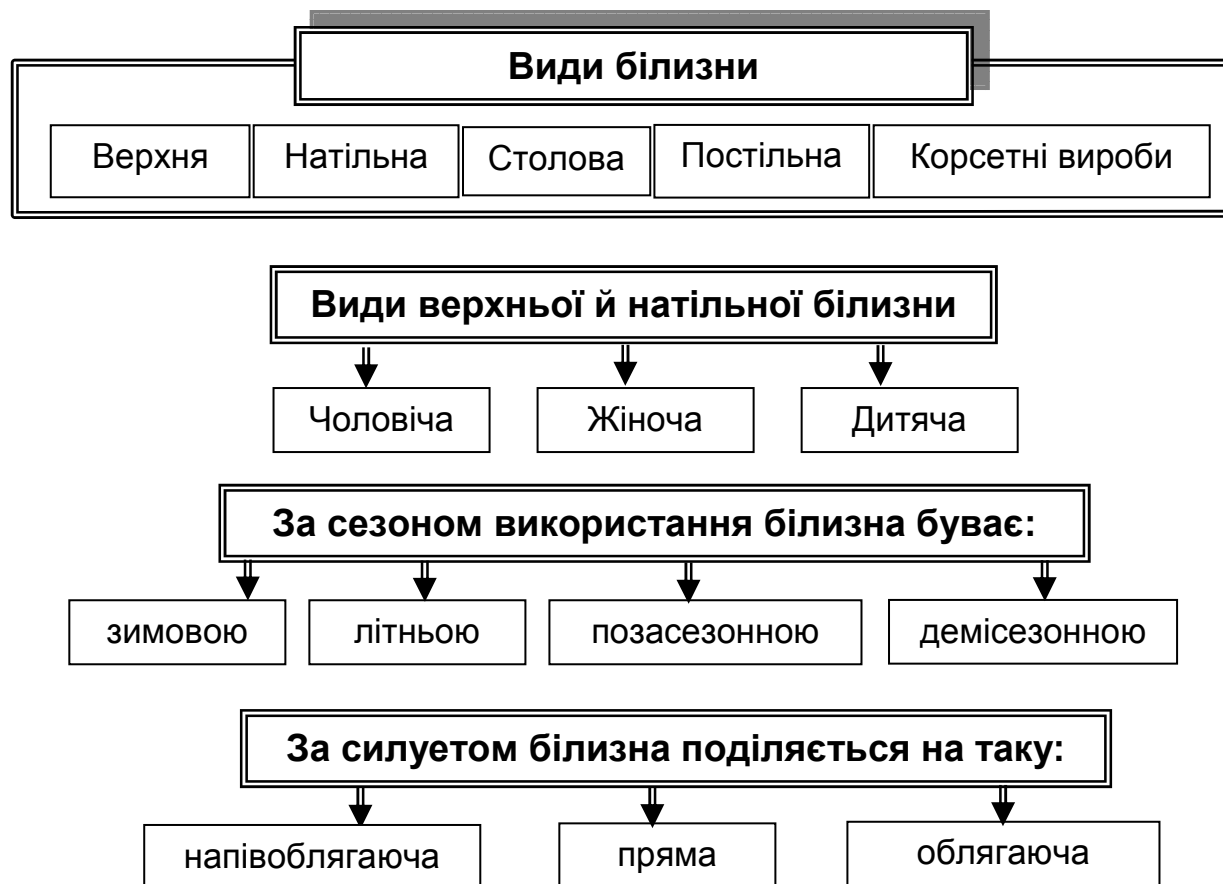 Види білизни
Верхня Натільна Столова Постільна Корсетні вироби
Види верхньої й натільної білизни
Чоловіча Жіноча Дитяча
За сезоном використання білизна буває:
зимовою літньою позасезонною демісезонною
За силуетом білизна поділяється на таку:
напівоблягаюча пряма облягаюча